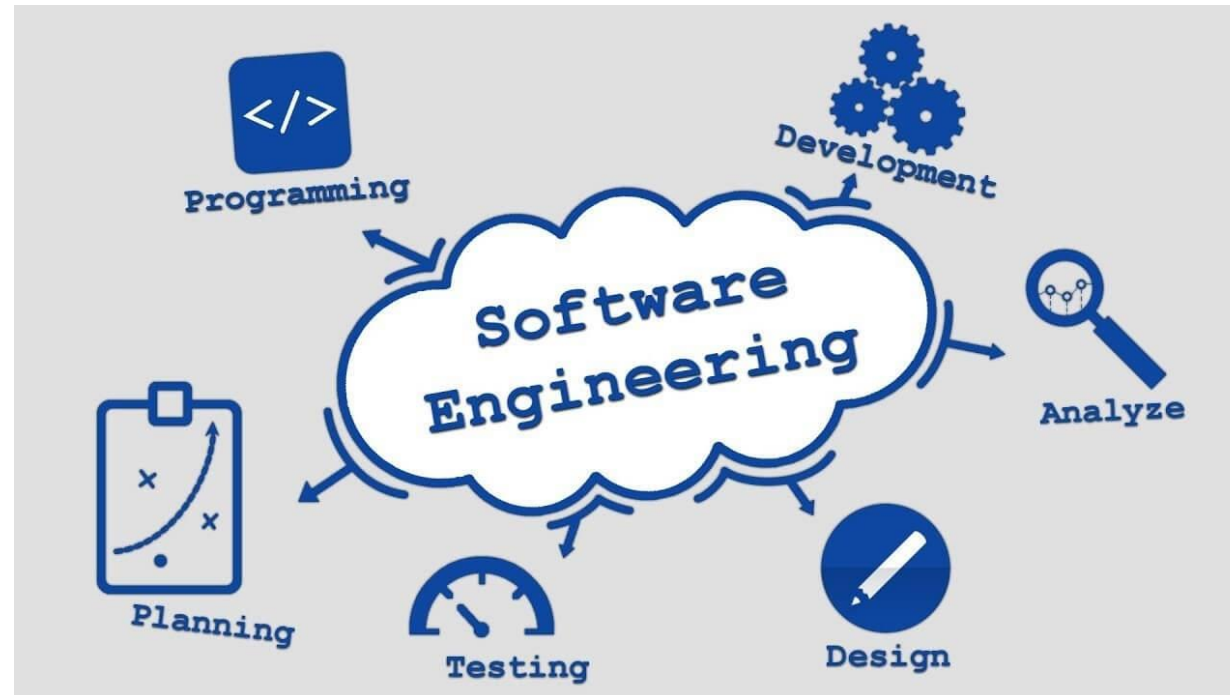 </>
Programming
Development
Software
Engineering
Analyze
Planning
Testing
Design